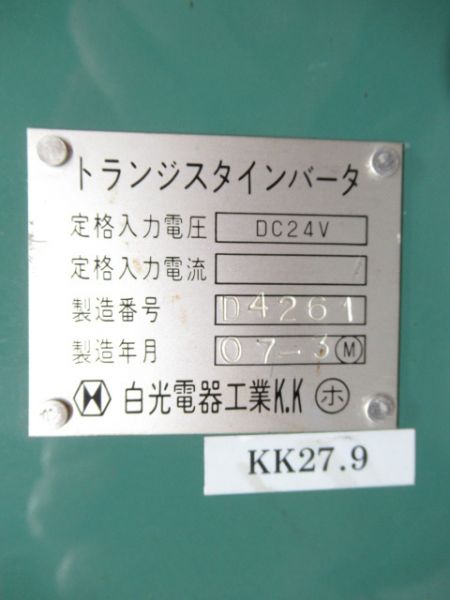 トランジスタインバータ
定格入力電圧 DC24V
定格入力電流
製造番号 D4261
製造年月 07-3 Ⓜ
白光電器工業K.K ㋭
KK27.9